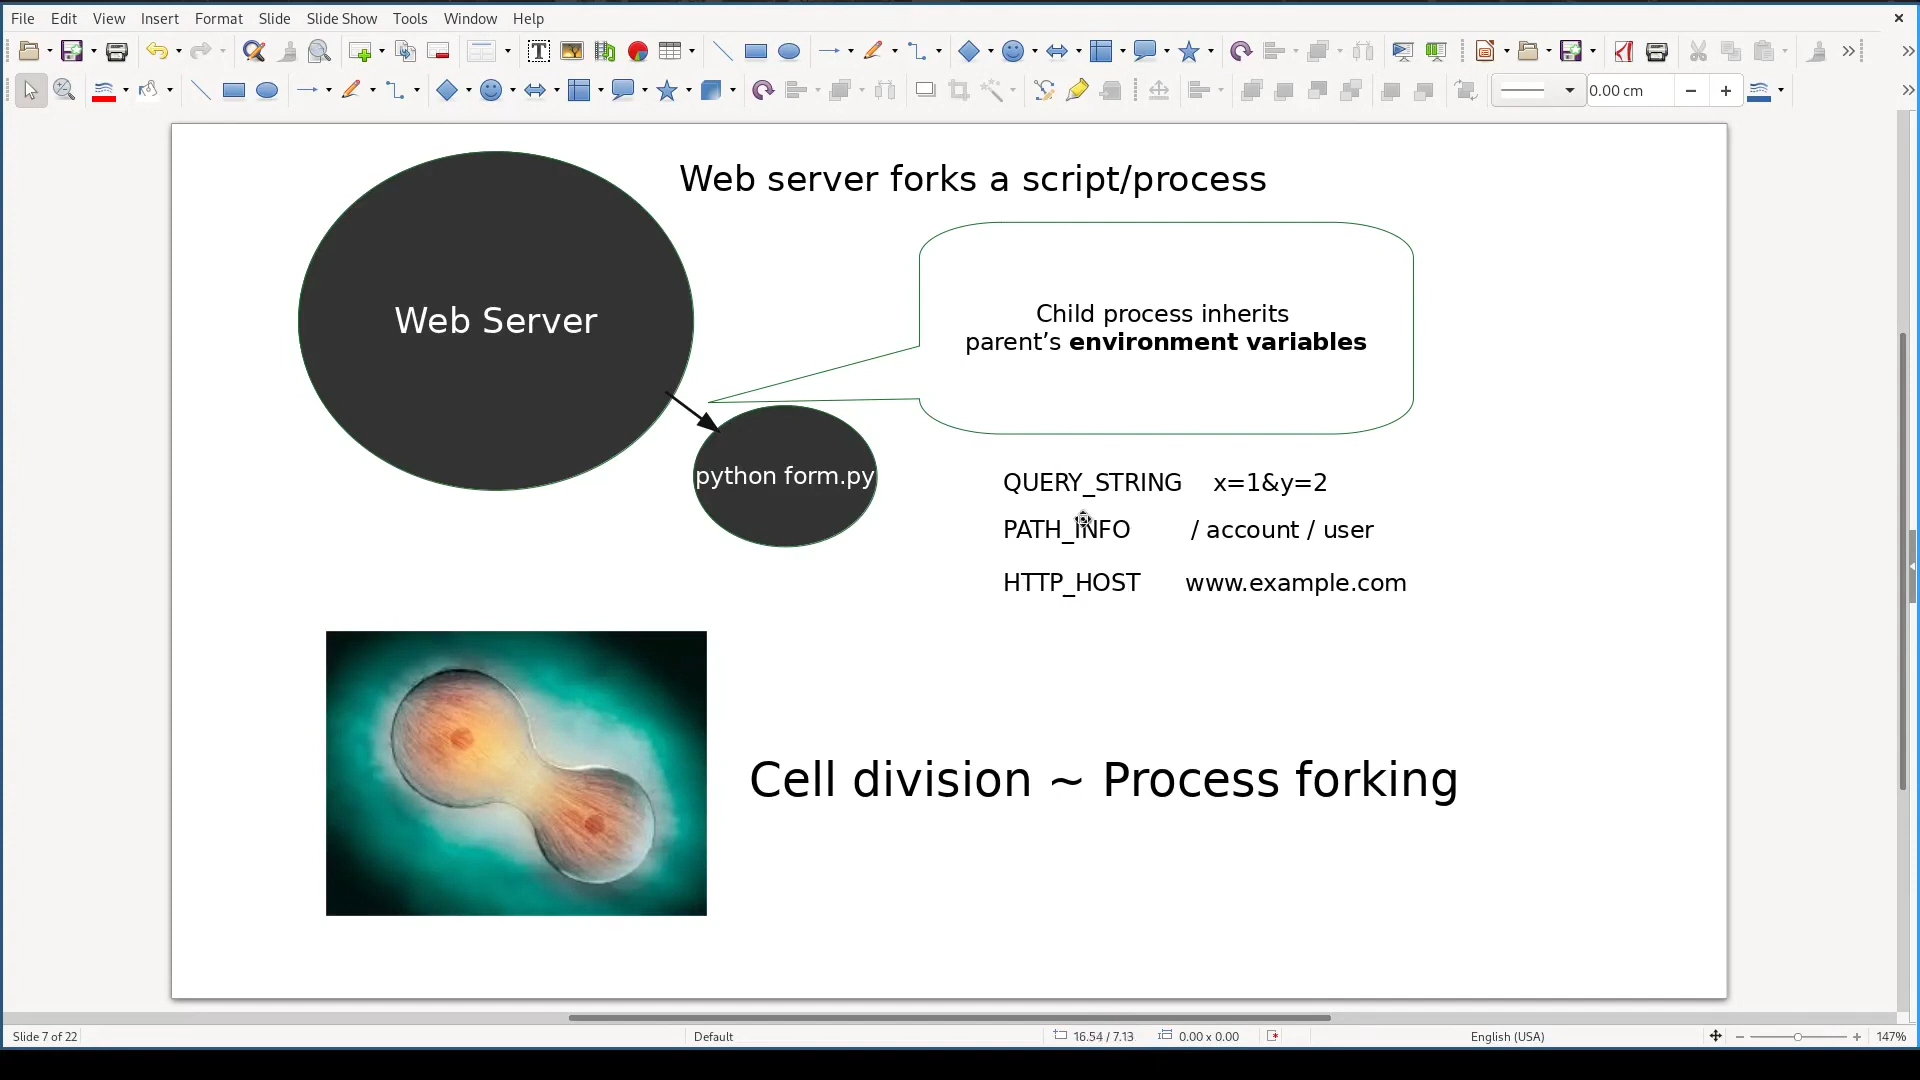 File Edit View Insert Format Slide Slide Show Tools Window Help
0.00 cm
Web server forks a script/process
Web Server
Child process inherits
parent’s environment variables
python form.py
QUERY_STRING x=1&y=2
PATH_INFO / account / user
HTTP_HOST www.example.com
Cell division ~ Process forking
Slide 7 of 22 Default 16.54 / 7.13 0.00 x 0.00 English (USA) 147%